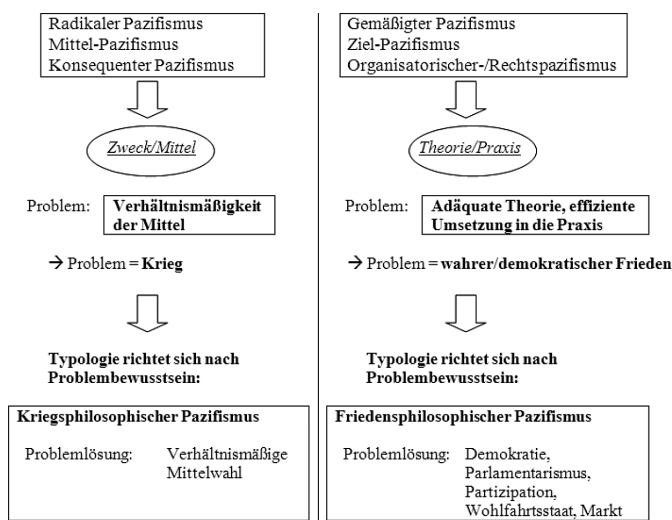 Radikaler Pazifismus
Mittel-Pazifismus
Konsequenter Pazifismus
Zweck/Mittel
Problem: Verhältnismäßigkeit
der Mittel
→ Problem = Krieg
Typologie richtet sich nach
Problembewusstsein:
Kriegsphilosophischer Pazifismus
Problemlösung: Verhältnismäßige
Mittelwahl
Gemäßigter Pazifismus
Ziel-Pazifismus
Organisatorischer-/Rechtspazifismus
Theorie/Praxis
Problem: Adäquate Theorie, effiziente
Umsetzung in die Praxis
→ Problem = wahrer/demokratischer Frieden
Typologie richtet sich nach
Problembewusstsein:
Friedensphilosophischer Pazifismus
Problemlösung: Demokratie,
Parlamentarismus,
Partizipation,
Wohlfahrtsstaat, Markt